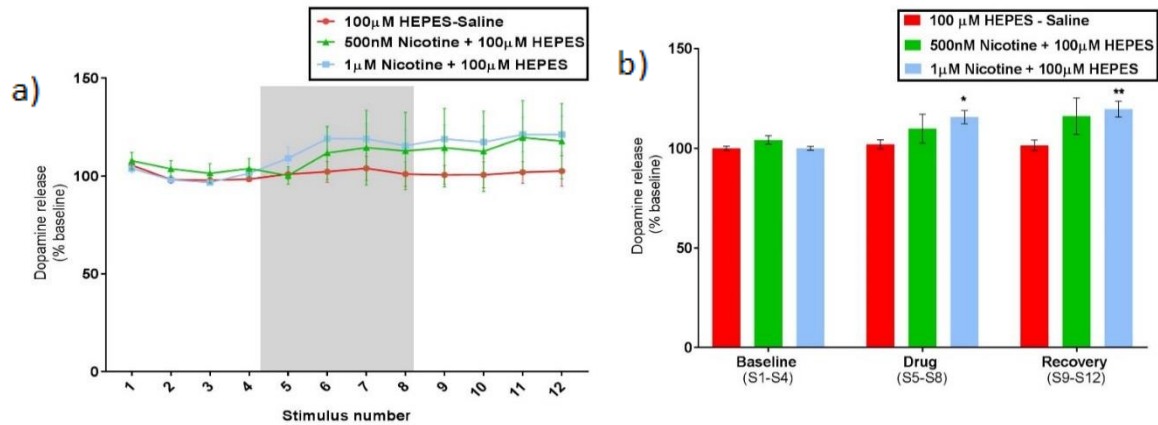 a)
100μM HEPES-Saline
500nM Nicotine + 100μM HEPES
1μM Nicotine + 100μM HEPES
Dopamine release
(% baseline)
150
100
50
0
1
2
3
4
5
6
7
8
9
10
11
12
Stimulus number
b)
100 μM HEPES - Saline
500nM Nicotine + 100μM HEPES
1μM Nicotine + 100μM HEPES
Dopamine release
(% baseline)
150
100
50
0
*
**
Baseline
(S1-S4)
Drug
(S5-S8)
Recovery
(S9-S12)